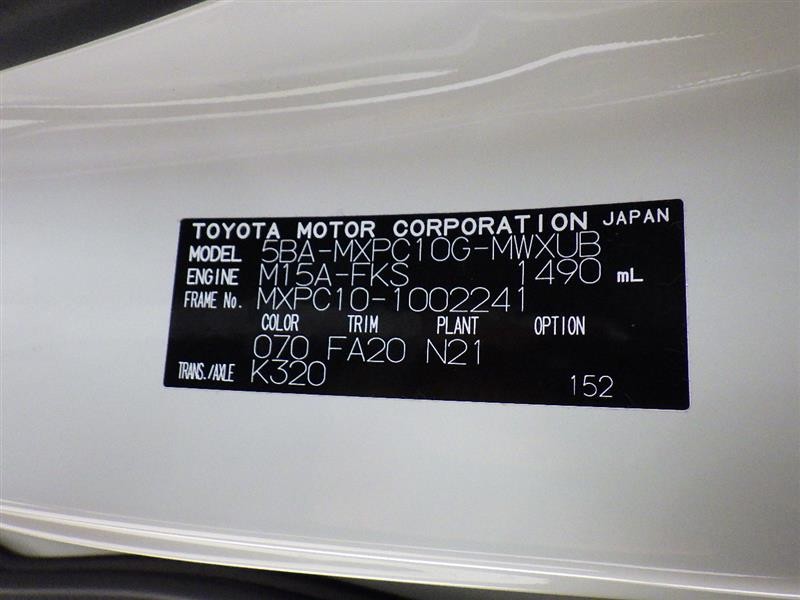 TOYOTA MOTOR CORPORATION JAPAN
MODEL 5BA-MXPC10G-MWXUB
ENGINE M15A-FKS 1490 mL
FRAME No. MXPC10-1002241
COLOR TRIM PLANT OPTION
070 FA20 N21
TRANS./AXLE K320
152